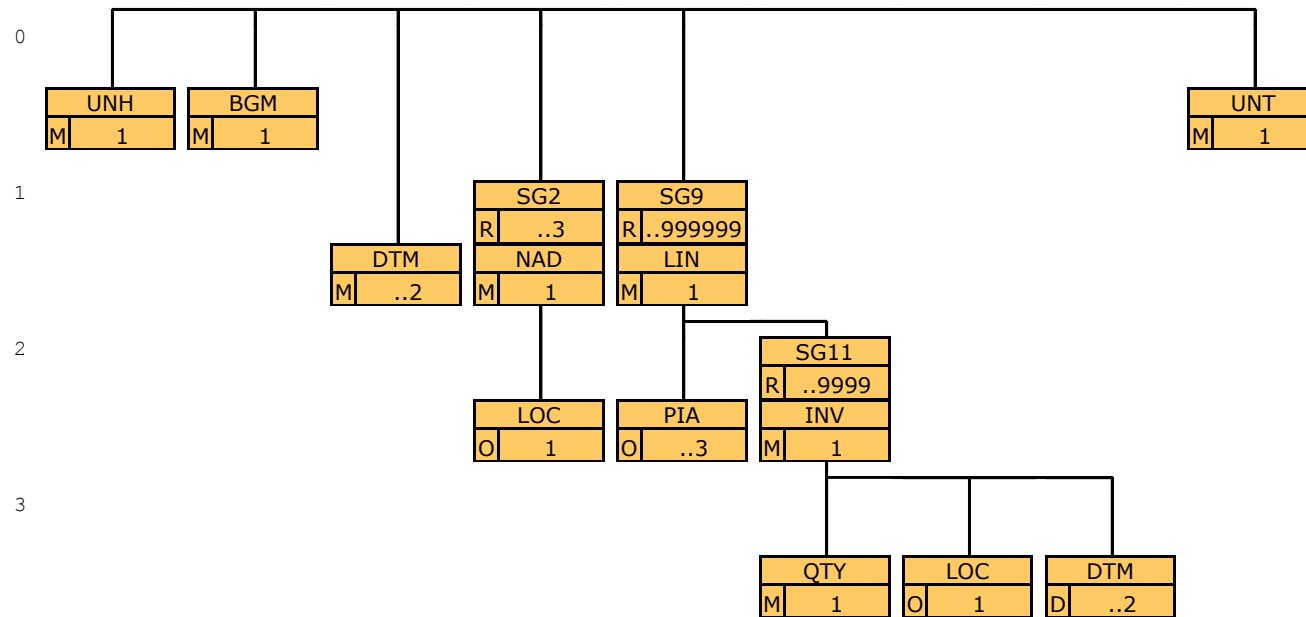 0
UNH BGM UNT
M 1 M 1 M 1
1
SG2 SG9
R ..3 R ..999999
DTM NAD LIN
M ..2 M 1 M 1
2
SG11
R ..9999
LOC PIA INV
O 1 O ..3 M 1
3
QTY LOC DTM
M 1 O 1 D ..2